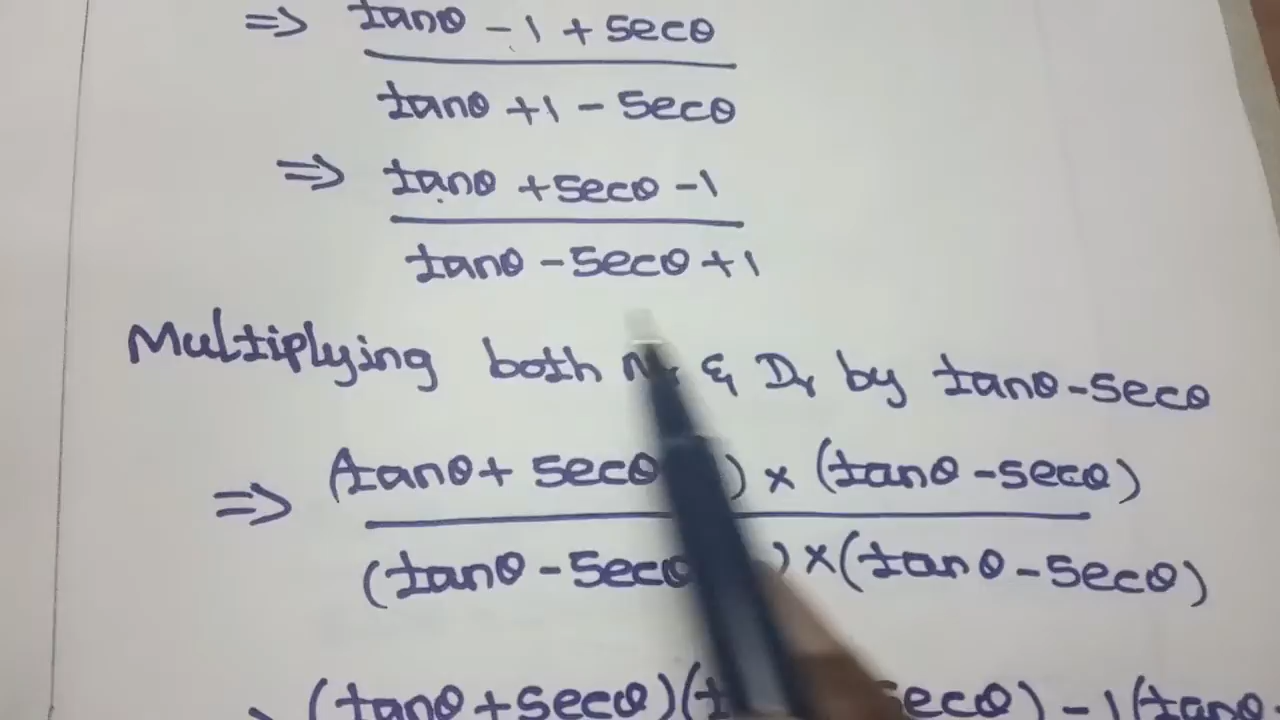 ⇒ tanθ - 1 + secθ
tanθ + 1 - secθ
⇒ tanθ + secθ - 1
tanθ - secθ + 1
Multiplying both & Dr by tanθ - secθ
⇒ (tanθ + secθ ) × (tanθ - secθ)
(tanθ - secθ ) × (tanθ - secθ)
(tanθ + secθ)( secθ) - 1(tanθ